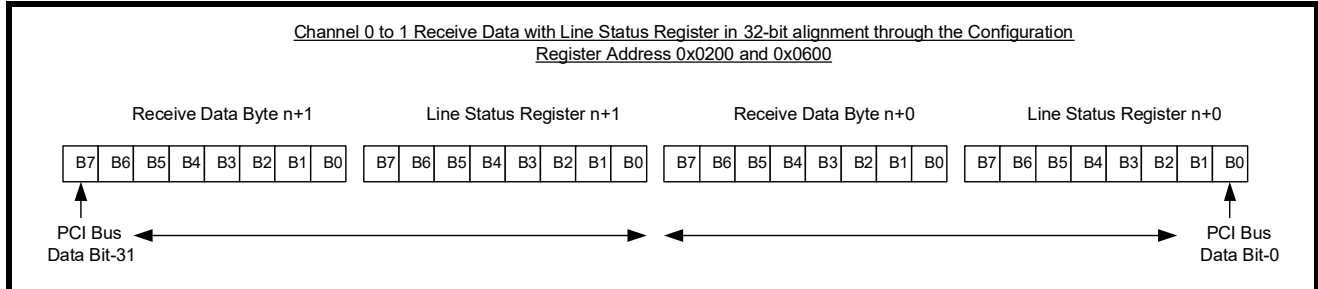 Channel 0 to 1 Receive Data with Line Status Register in 32-bit alignment through the Configuration
Register Address 0x0200 and 0x0600
Receive Data Byte n+1 Line Status Register n+1 Receive Data Byte n+0 Line Status Register n+0
B7 B6 B5 B4 B3 B2 B1 B0 B7 B6 B5 B4 B3 B2 B1 B0 B7 B6 B5 B4 B3 B2 B1 B0 B7 B6 B5 B4 B3 B2 B1 B0
PCI Bus
Data Bit-31
PCI Bus
Data Bit-0